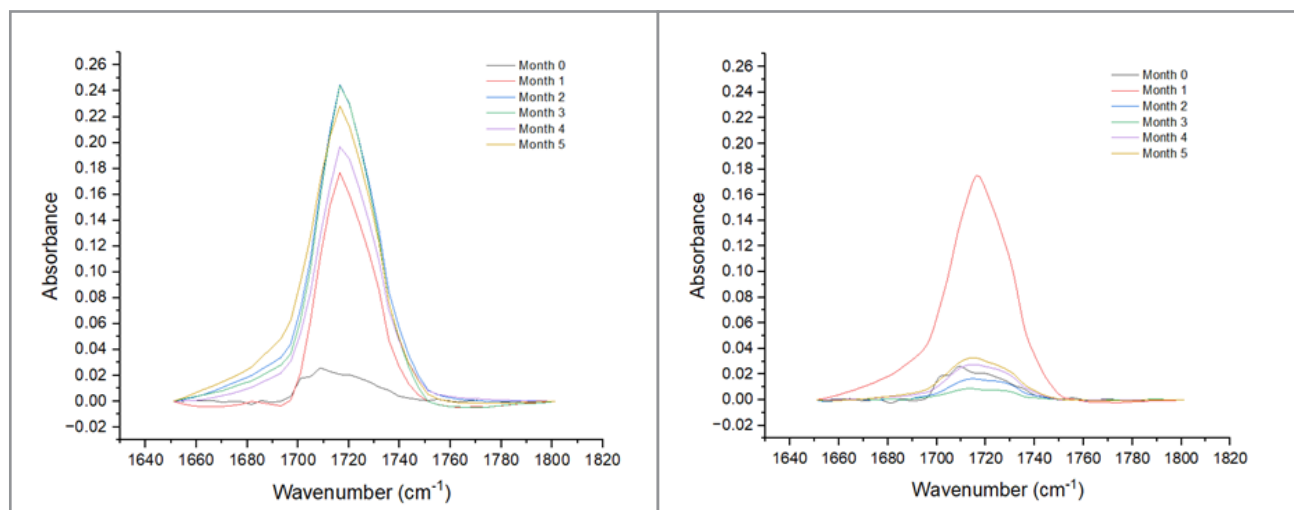 0.26
0.24
0.22
0.20
0.18
0.16
0.14
0.12
0.10
0.08
0.06
0.04
0.02
0.00
−0.02
Absorbance
Month 0
Month 1
Month 2
Month 3
Month 4
Month 5
1640 1660 1680 1700 1720 1740 1760 1780 1800 1820
Wavenumber (cm-1)
0.26
0.24
0.22
0.20
0.18
0.16
0.14
0.12
0.10
0.08
0.06
0.04
0.02
0.00
−0.02
Absorbance
Month 0
Month 1
Month 2
Month 3
Month 4
Month 5
1640 1660 1680 1700 1720 1740 1760 1780 1800 1820
Wavenumber (cm-1)